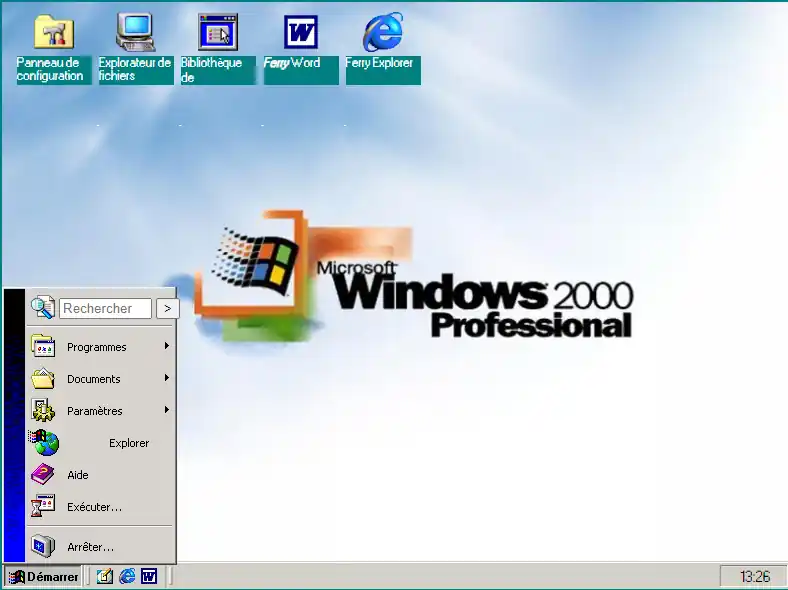 Panneau de
configuration
Explorateur de
fichiers
Bibliothèque
de
Ferry Word
Ferry Explorer
Microsoft
Windows 2000
Professional
Rechercher
>
Programmes
Documents
Paramètres
Explorer
Aide
Exécuter...
Arrêter...
Démarrer
13:26